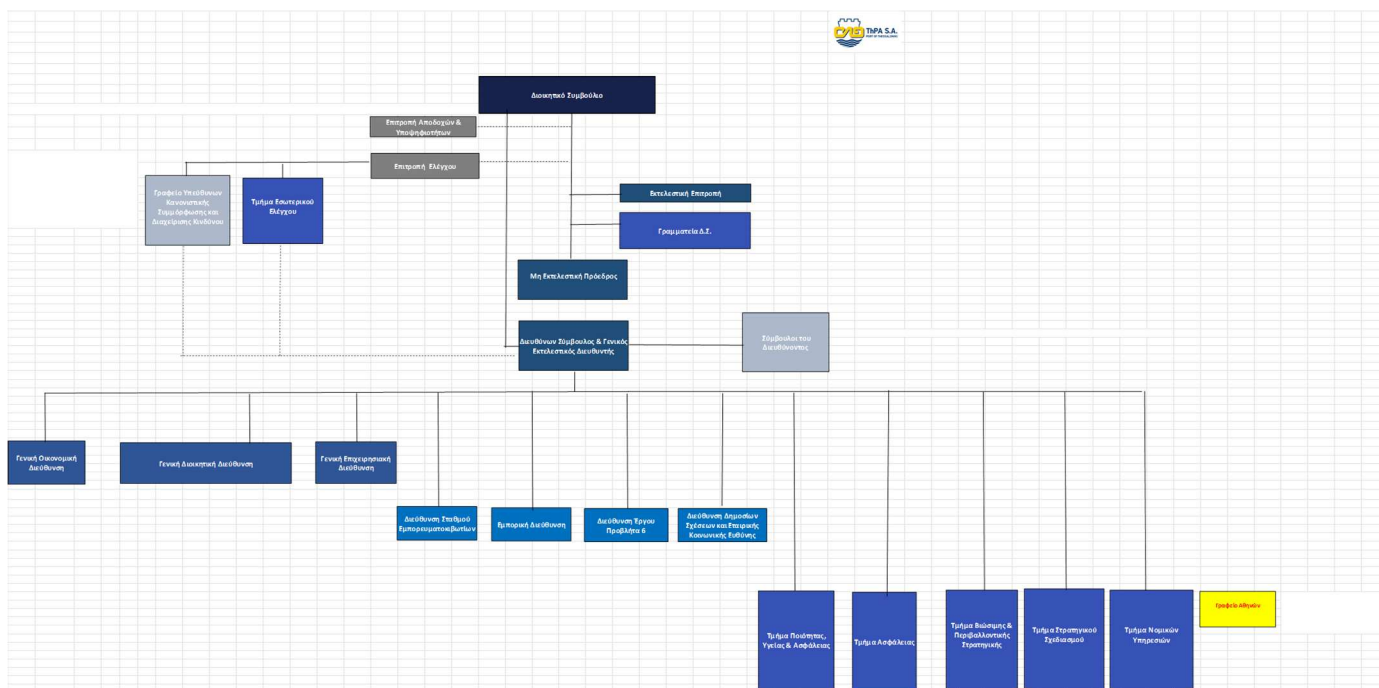 ThPA S.A.
Διοικητικό Συμβούλιο
Επιτροπή Αποδοχών &
Υποψηφιοτήτων
Επιτροπή Ελέγχου
Γραφείο Υπεύθυνων
Κανονιστικής
Συμμόρφωσης και
Διαχείρισης Κινδύνου
Τμήμα Εσωτερικού
Ελέγχου
Εκτελεστική Επιτροπή
Γραμματεία Δ.Σ.
Μη Εκτελεστική Πρόεδρος
Διευθύνων Σύμβουλος & Γενικός
Εκτελεστικός Διευθυντής
Σύμβουλοι του
Διευθύνοντος
Γενική Οικονομική
Διεύθυνση
Γενική Διοικητική Διεύθυνση
Γενική Επιχειρησιακή
Διεύθυνση
Διεύθυνση Σταθμού
Εμπορευματοκιβωτίων
Εμπορική Διεύθυνση
Διεύθυνση Έργου
Προβλήτα 6
Διεύθυνση Δημοσίων
Σχέσεων και Εταιρικής
Κοινωνικής Ευθύνης
Τμήμα Ποιότητας,
Υγείας & Ασφάλειας
Τμήμα Ασφάλειας
Τμήμα Βιώσιμης &
Περιβαλλοντικής
Στρατηγικής
Τμήμα Στρατηγικού
Σχεδιασμού
Τμήμα Νομικών
Υπηρεσιών
Γραφείο Αθηνών